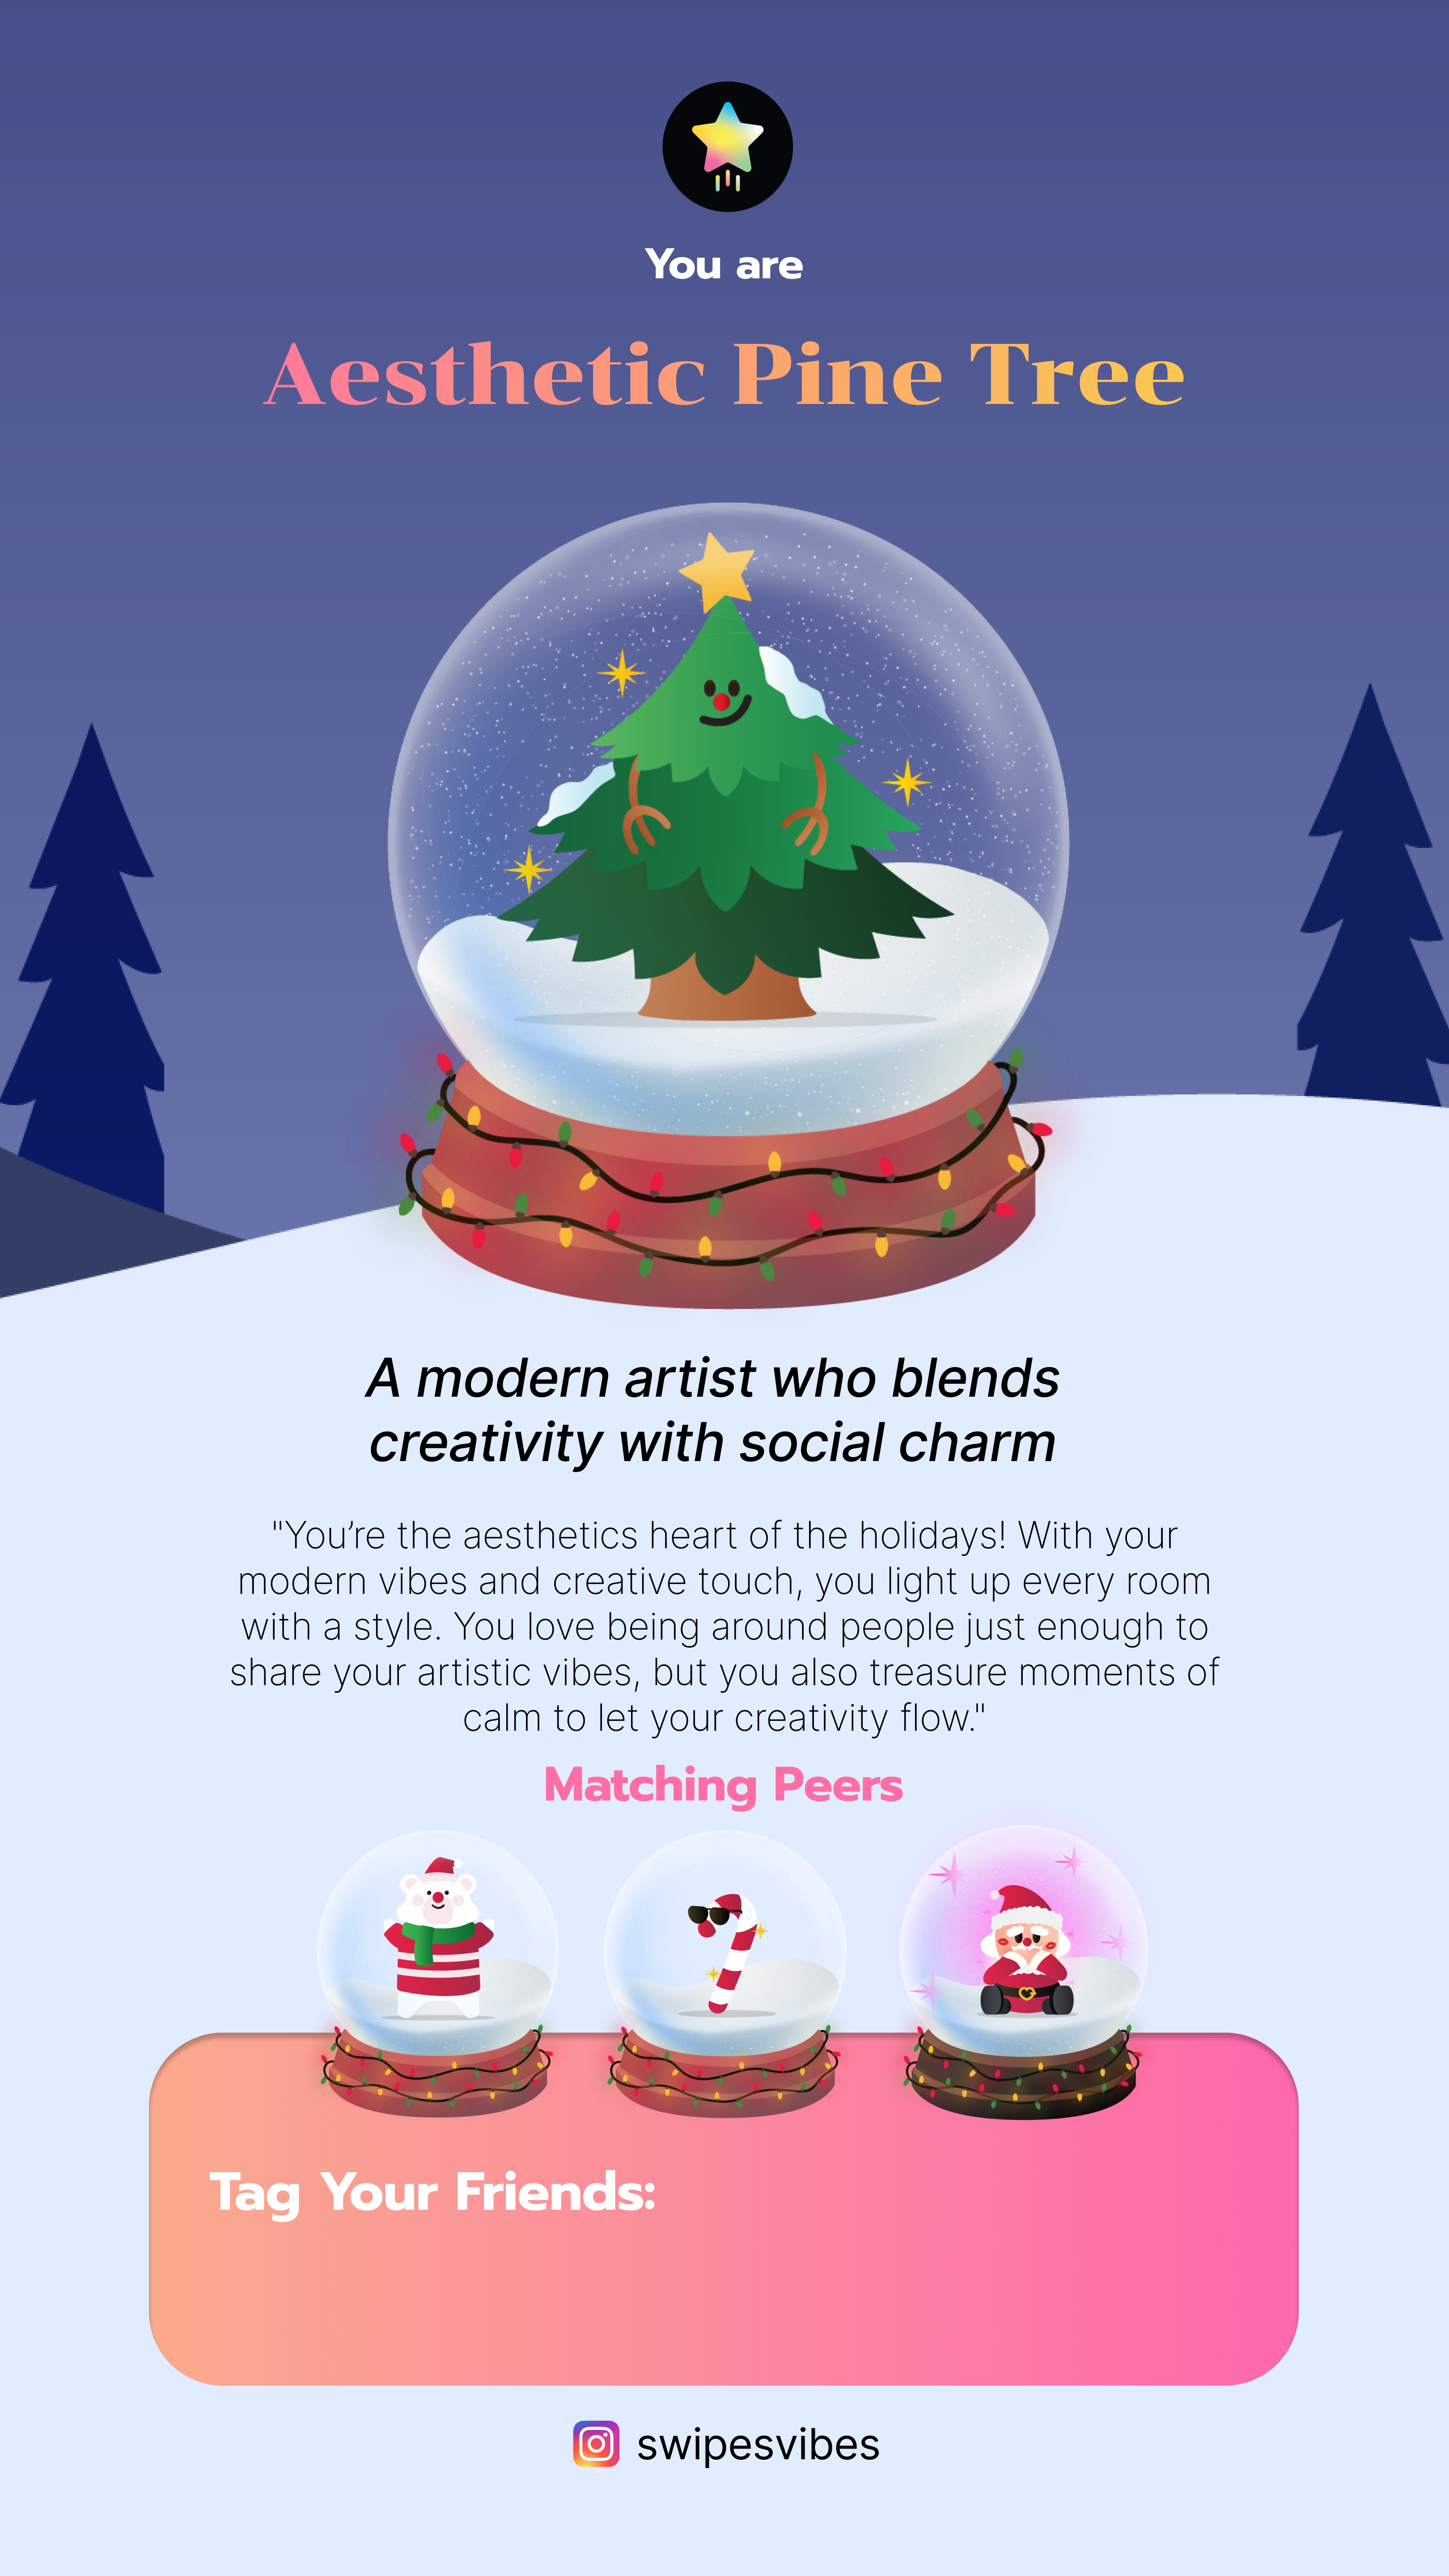 You are
Aesthetic Pine Tree
A modern artist who blends
creativity with social charm
"You’re the aesthetics heart of the holidays! With your
modern vibes and creative touch, you light up every room
with a style. You love being around people just enough to
share your artistic vibes, but you also treasure moments of
calm to let your creativity flow."
Matching Peers
Tag Your Friends:
swipesvibes